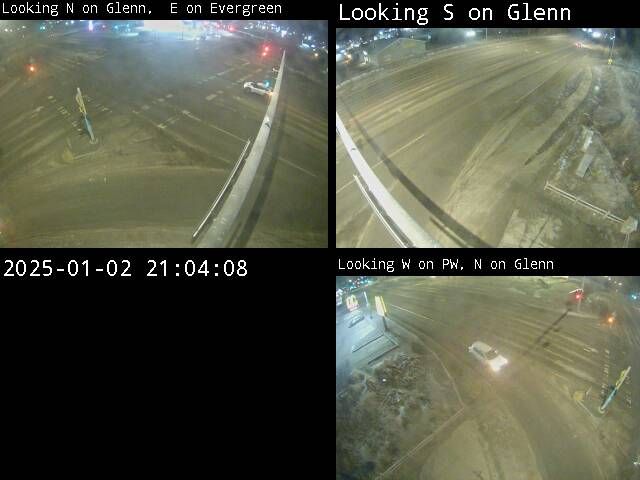 Looking N on Glenn, E on Evergreen
Looking S on Glenn
2025-01-02 21:04:08
Looking W on PW, N on Glenn